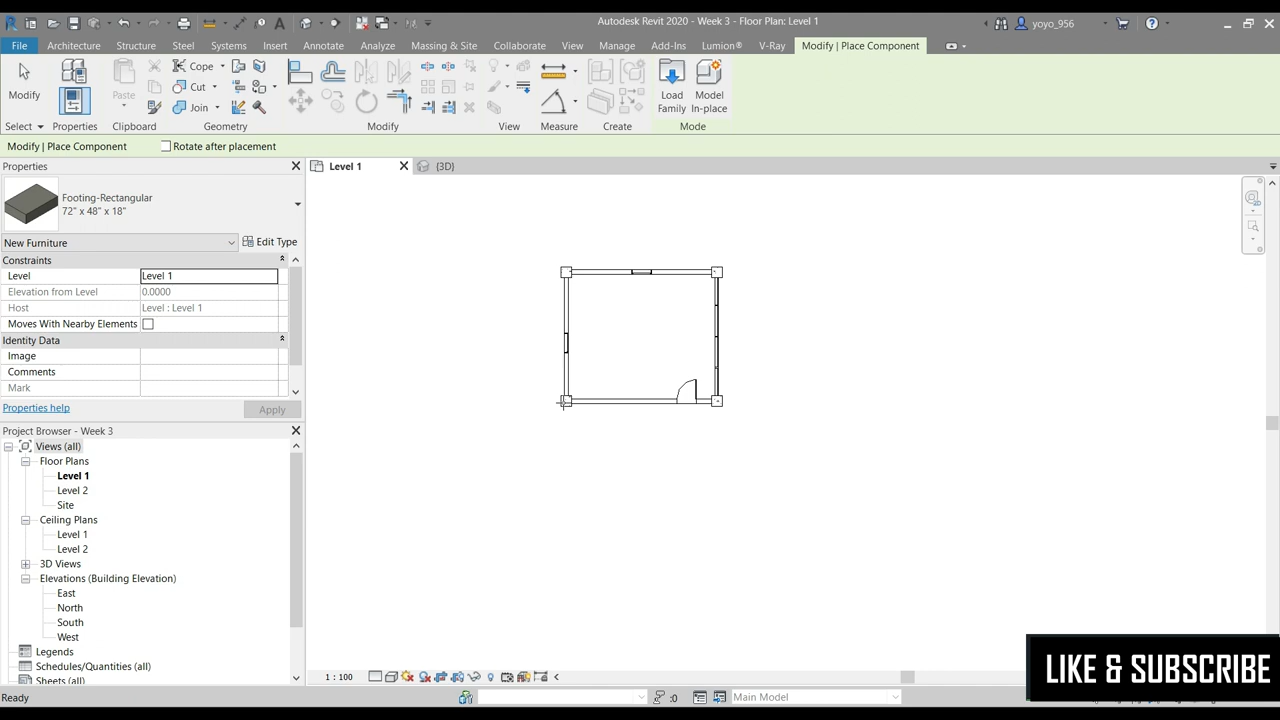 Autodesk Revit 2020 - Week 3 - Floor Plan: Level 1
yoyo_956
File Architecture Structure Steel Systems Insert Annotate Analyze Massing & Site Collaborate View Manage Add-Ins Lumion® V-Ray Modify | Place Component
Modify
Paste
Cope
Cut
Join
Load Family
Model In-place
Select Properties Clipboard Geometry Modify View Measure Create Mode
Modify | Place Component
Rotate after placement
Properties
Level 1
{3D}
Footing-Rectangular
72" x 48" x 18"
New Furniture
Edit Type
Constraints
Level Level 1
Elevation from Level 0.0000
Host Level : Level 1
Moves With Nearby Elements
Identity Data
Image
Comments
Mark
Properties help
Apply
Project Browser - Week 3
Views (all)
Floor Plans
Level 1
Level 2
Site
Ceiling Plans
Level 1
Level 2
3D Views
Elevations (Building Elevation)
East
North
South
West
Legends
Schedules/Quantities (all)
Sheets (all)
1 : 100
LIKE & SUBSCRIBE
Ready
:0
Main Model